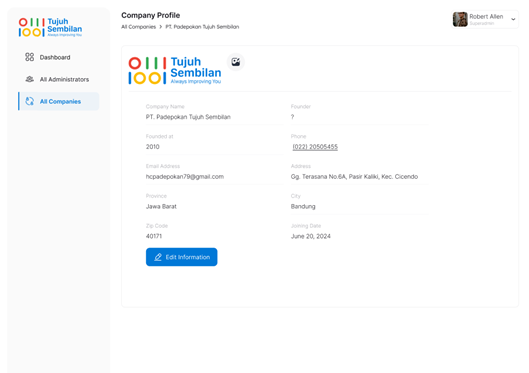 Tujuh
Sembilan
Always Improving You
Dashboard
All Administrators
All Companies
Company Profile
All Companies > PT. Padepokan Tujuh Sembilan
Robert Allen
Tujuh
Sembilan
Always Improving You
Company Name
PT. Padepokan Tujuh Sembilan
Founder
?
Founded at
2010
Phone
(022) 20505455
Email Address
hcpadepokan79@gmail.com
Address
Gg. Terasana No.6A, Pasir Kaliki, Kec. Cicendo
Province
Jawa Barat
City
Bandung
Zip Code
40171
Joining Date
June 20, 2024
Edit Information